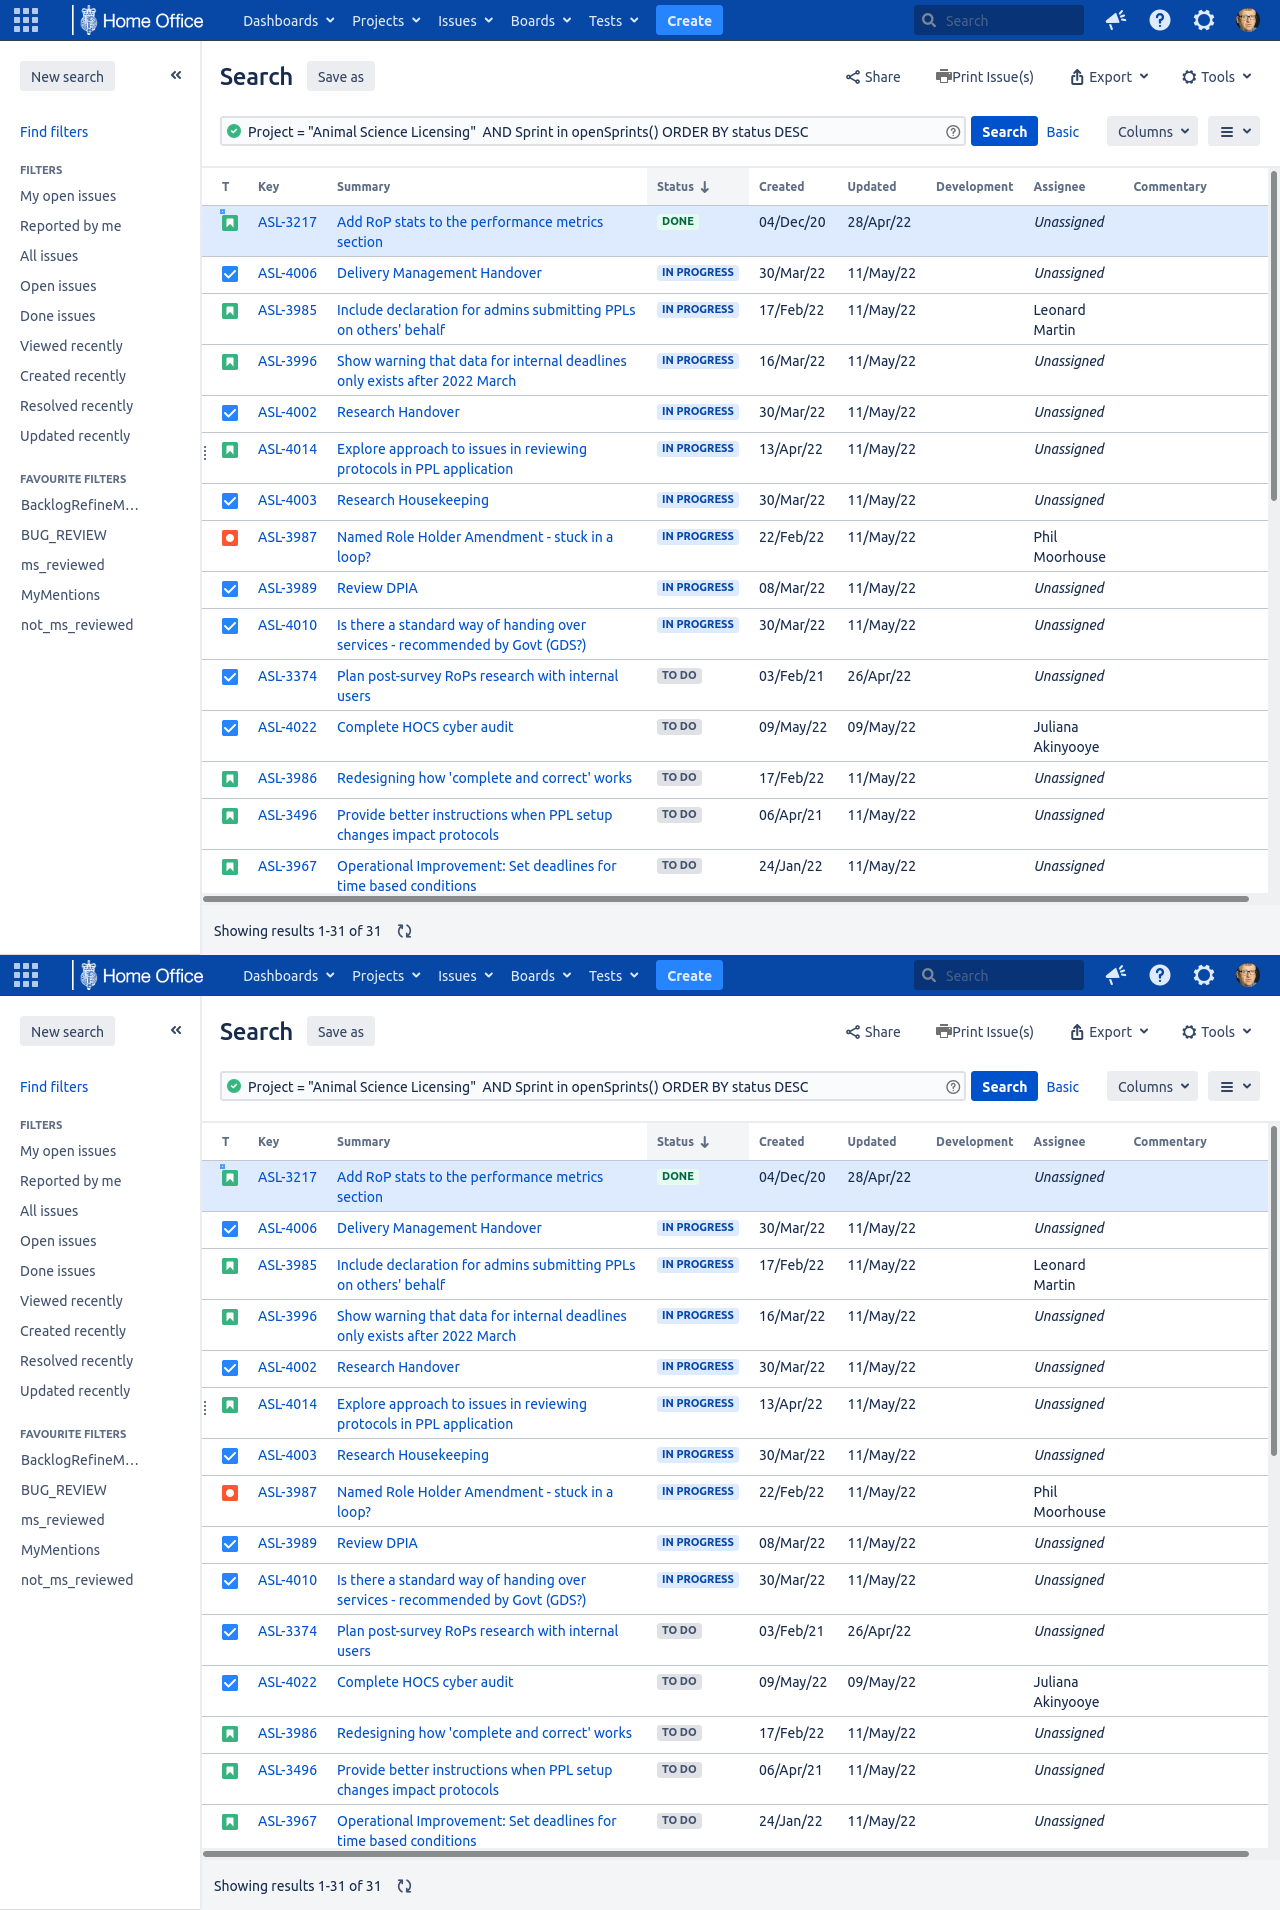 Home Office Dashboards Projects Issues Boards Tests Create Search
New search
Search Save as Share Print Issue(s) Export Tools
Find filters
Project = "Animal Science Licensing"  AND Sprint in openSprints() ORDER BY status DESC Search Basic Columns
FILTERS
My open issues
Reported by me
All issues
Open issues
Done issues
Viewed recently
Created recently
Resolved recently
Updated recently
FAVOURITE FILTERS
BacklogRefineM...
BUG_REVIEW
ms_reviewed
MyMentions
not_ms_reviewed
T Key Summary Status Created Updated Development Assignee Commentary
ASL-3217 Add RoP stats to the performance metrics DONE 04/Dec/20 28/Apr/22 Unassigned
section
ASL-4006 Delivery Management Handover IN PROGRESS 30/Mar/22 11/May/22 Unassigned
ASL-3985 Include declaration for admins submitting PPLs IN PROGRESS 17/Feb/22 11/May/22 Leonard
on others' behalf Martin
ASL-3996 Show warning that data for internal deadlines IN PROGRESS 16/Mar/22 11/May/22 Unassigned
only exists after 2022 March
ASL-4002 Research Handover IN PROGRESS 30/Mar/22 11/May/22 Unassigned
ASL-4014 Explore approach to issues in reviewing IN PROGRESS 13/Apr/22 11/May/22 Unassigned
protocols in PPL application
ASL-4003 Research Housekeeping IN PROGRESS 30/Mar/22 11/May/22 Unassigned
ASL-3987 Named Role Holder Amendment - stuck in a IN PROGRESS 22/Feb/22 11/May/22 Phil
loop? Moorhouse
ASL-3989 Review DPIA IN PROGRESS 08/Mar/22 11/May/22 Unassigned
ASL-4010 Is there a standard way of handing over IN PROGRESS 30/Mar/22 11/May/22 Unassigned
services - recommended by Govt (GDS?)
ASL-3374 Plan post-survey RoPs research with internal TO DO 03/Feb/21 26/Apr/22 Unassigned
users
ASL-4022 Complete HOCS cyber audit TO DO 09/May/22 09/May/22 Juliana
Akinyooye
ASL-3986 Redesigning how 'complete and correct' works TO DO 17/Feb/22 11/May/22 Unassigned
ASL-3496 Provide better instructions when PPL setup TO DO 06/Apr/21 11/May/22 Unassigned
changes impact protocols
ASL-3967 Operational Improvement: Set deadlines for TO DO 24/Jan/22 11/May/22 Unassigned
time based conditions
Showing results 1-31 of 31
Home Office Dashboards Projects Issues Boards Tests Create Search
New search
Search Save as Share Print Issue(s) Export Tools
Find filters
Project = "Animal Science Licensing"  AND Sprint in openSprints() ORDER BY status DESC Search Basic Columns
FILTERS
My open issues
Reported by me
All issues
Open issues
Done issues
Viewed recently
Created recently
Resolved recently
Updated recently
FAVOURITE FILTERS
BacklogRefineM...
BUG_REVIEW
ms_reviewed
MyMentions
not_ms_reviewed
T Key Summary Status Created Updated Development Assignee Commentary
ASL-3217 Add RoP stats to the performance metrics DONE 04/Dec/20 28/Apr/22 Unassigned
section
ASL-4006 Delivery Management Handover IN PROGRESS 30/Mar/22 11/May/22 Unassigned
ASL-3985 Include declaration for admins submitting PPLs IN PROGRESS 17/Feb/22 11/May/22 Leonard
on others' behalf Martin
ASL-3996 Show warning that data for internal deadlines IN PROGRESS 16/Mar/22 11/May/22 Unassigned
only exists after 2022 March
ASL-4002 Research Handover IN PROGRESS 30/Mar/22 11/May/22 Unassigned
ASL-4014 Explore approach to issues in reviewing IN PROGRESS 13/Apr/22 11/May/22 Unassigned
protocols in PPL application
ASL-4003 Research Housekeeping IN PROGRESS 30/Mar/22 11/May/22 Unassigned
ASL-3987 Named Role Holder Amendment - stuck in a IN PROGRESS 22/Feb/22 11/May/22 Phil
loop? Moorhouse
ASL-3989 Review DPIA IN PROGRESS 08/Mar/22 11/May/22 Unassigned
ASL-4010 Is there a standard way of handing over IN PROGRESS 30/Mar/22 11/May/22 Unassigned
services - recommended by Govt (GDS?)
ASL-3374 Plan post-survey RoPs research with internal TO DO 03/Feb/21 26/Apr/22 Unassigned
users
ASL-4022 Complete HOCS cyber audit TO DO 09/May/22 09/May/22 Juliana
Akinyooye
ASL-3986 Redesigning how 'complete and correct' works TO DO 17/Feb/22 11/May/22 Unassigned
ASL-3496 Provide better instructions when PPL setup TO DO 06/Apr/21 11/May/22 Unassigned
changes impact protocols
ASL-3967 Operational Improvement: Set deadlines for TO DO 24/Jan/22 11/May/22 Unassigned
time based conditions
Showing results 1-31 of 31